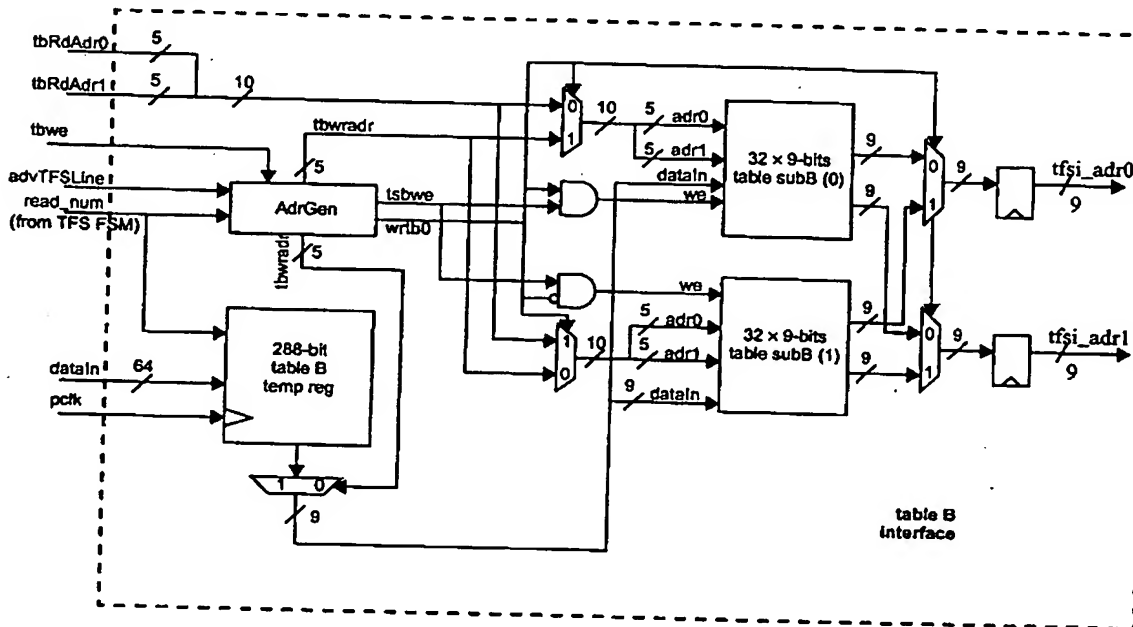 tbRdAdr0
5
tbRdAdr1
5
10
tbwe
tbwradr
5
advTFSLine
read_num
(from TFS FSM)
AdrGen
tsbwe
wrtb0
tbwradr
5
0
1
10
5
adr0
5
adr1
dataIn
we
32 × 9-bits
table subB (0)
9
9
0
1
9
tfsi_adr0
9
we
5
adr0
1
0
10
5
adr1
9
dataIn
32 × 9-bits
table subB (1)
9
9
0
1
9
tfsi_adr1
9
288-bit
table B
temp reg
dataIn
64
pclk
1 0
9
table B
interface